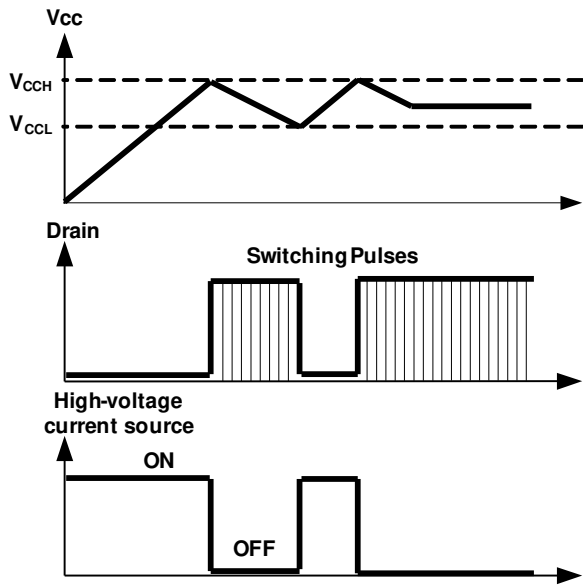 Vcc
VCCH
VCCL
Drain
Switching Pulses
High-voltage
current source
ON
OFF